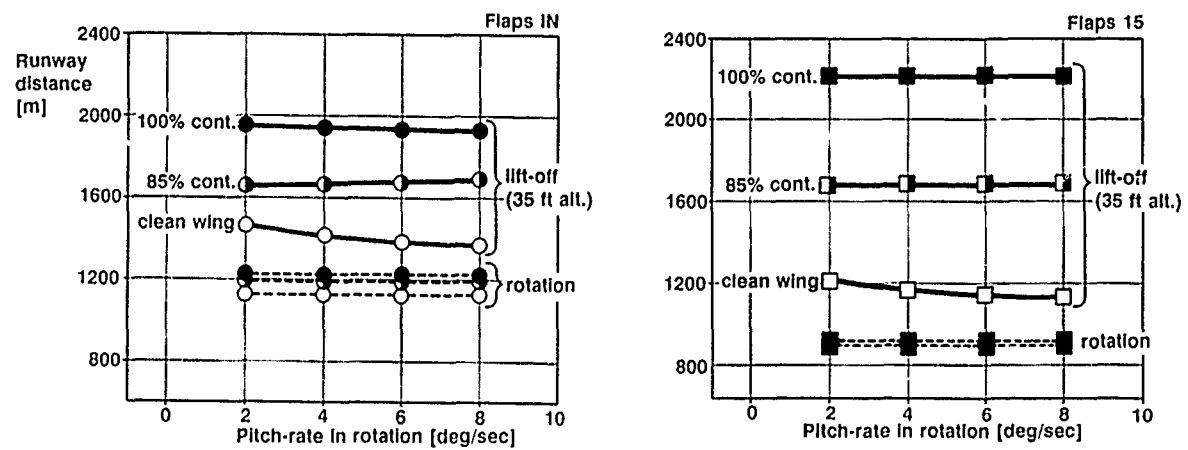 Flaps IN
2400
Runway
distance
[m]
2000
100% cont.
85% cont.
1600
clean wing
1200
800
lift-off
(35 ft alt.)
rotation
0 2 4 6 8 10
Pitch-rate in rotation [deg/sec]
Flaps 15
2400
100% cont.
2000
85% cont.
1600
clean wing
1200
800
lift-off
(35 ft alt.)
rotation
0 2 4 6 8 10
Pitch-rate in rotation [deg/sec]